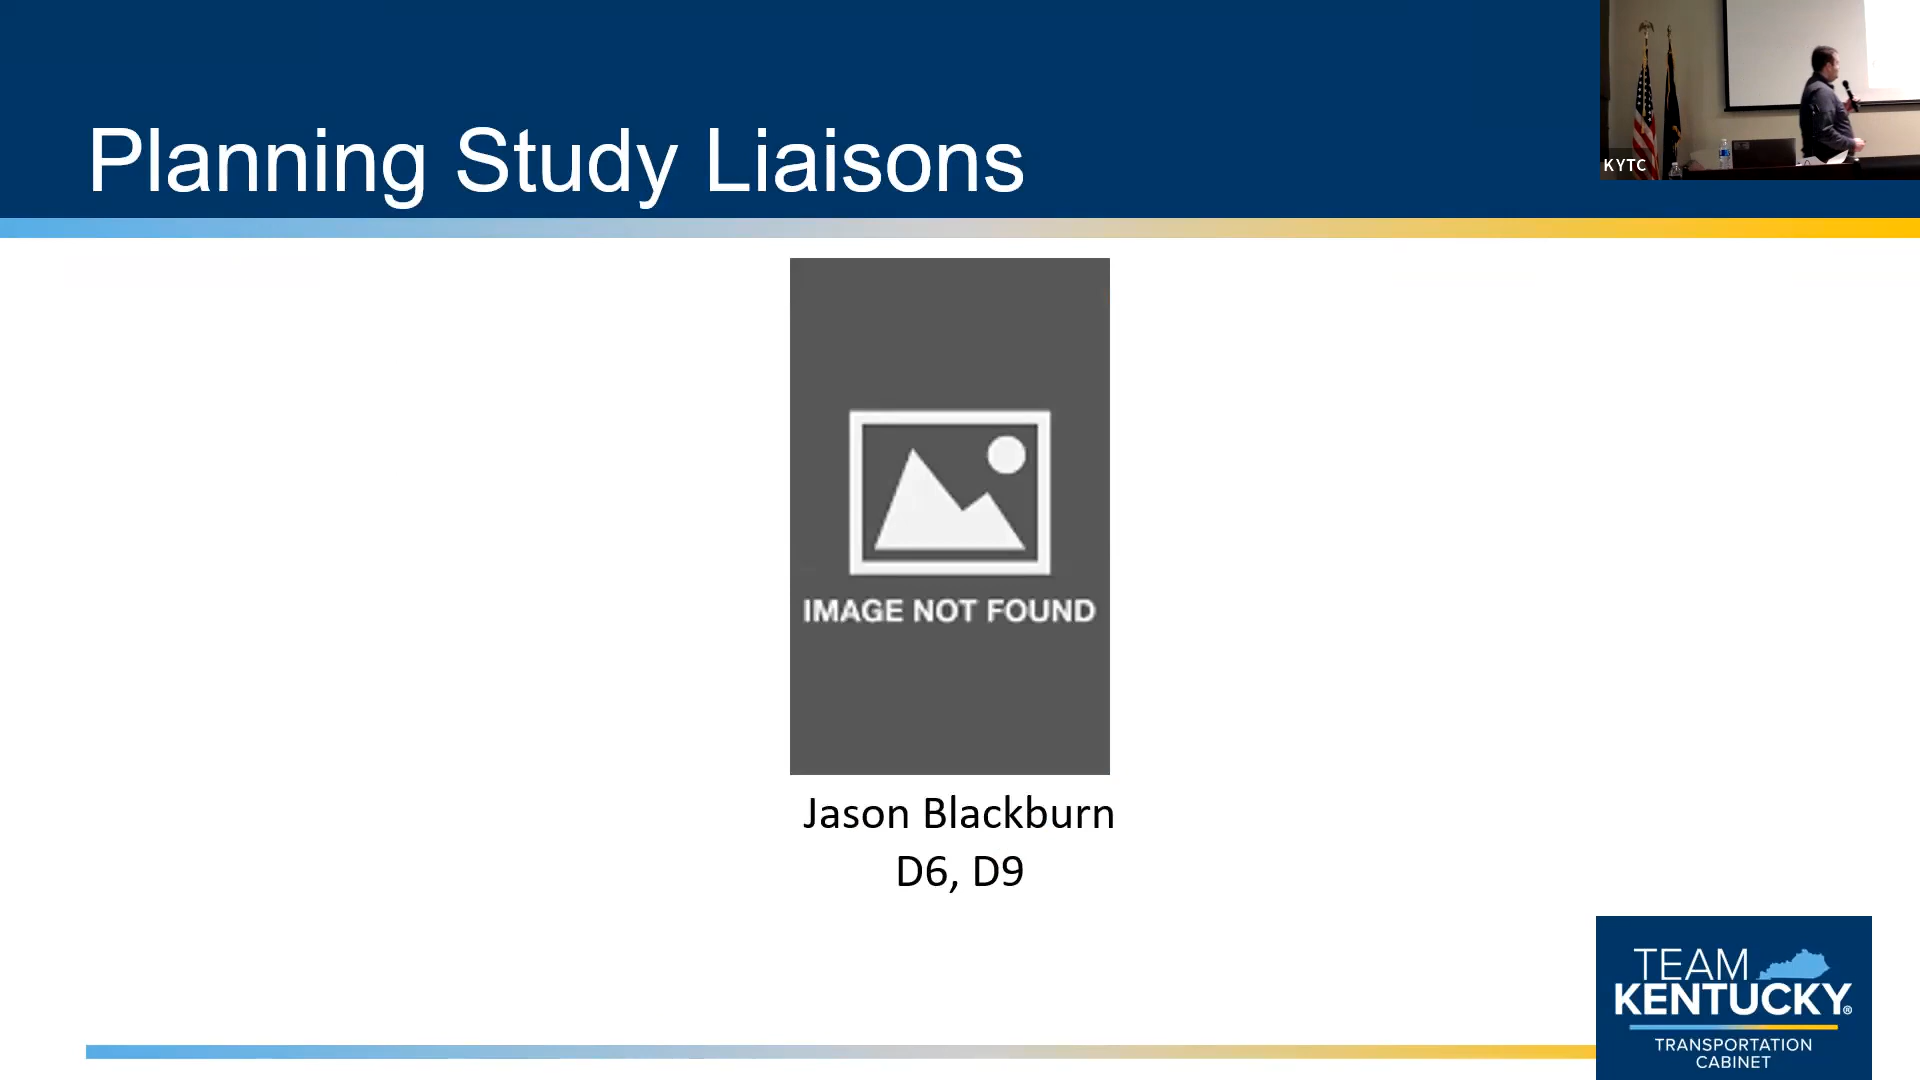 Planning Study Liaisons
KYTC
IMAGE NOT FOUND
Jason Blackburn
D6, D9
TEAM
KENTUCKY®
TRANSPORTATION
CABINET